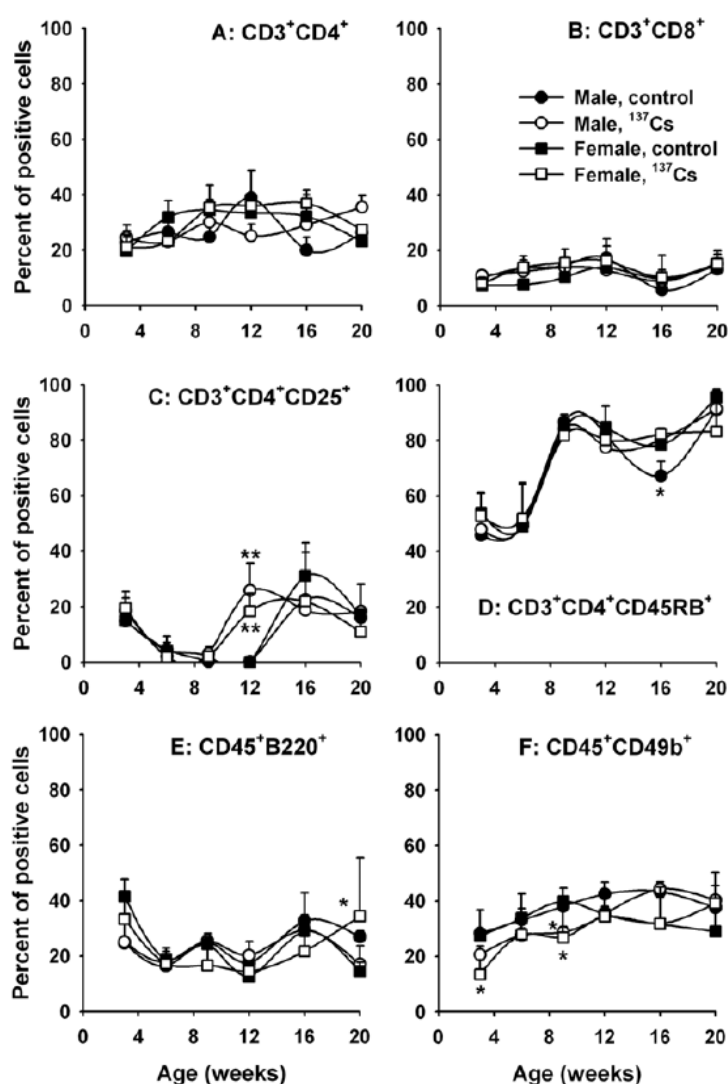 A: CD3⁺CD4⁺
B: CD3⁺CD8⁺
Percent of positive cells
100
80
60
40
20
0
0 4 8 12 16 20
100
80
60
40
20
0
0 4 8 12 16 20
Male, control
Male, ¹³⁷Cs
Female, control
Female, ¹³⁷Cs
C: CD3⁺CD4⁺CD25⁺
Percent of positive cells
100
80
60
40
20
0
**
**
0 4 8 12 16 20
100
80
60
40
20
0
*
D: CD3⁺CD4⁺CD45RB⁺
0 4 8 12 16 20
E: CD45⁺B220⁺
Percent of positive cells
100
80
60
40
20
0
*
0 4 8 12 16 20
Age (weeks)
F: CD45⁺CD49b⁺
100
80
60
40
20
0
*
*
*
0 4 8 12 16 20
Age (weeks)